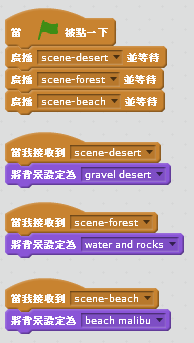 當 被點一下
廣播 scene-desert 並等待
廣播 scene-forest 並等待
廣播 scene-beach 並等待
當我接收到 scene-desert
將背景設定為 gravel desert
當我接收到 scene-forest
將背景設定為 water and rocks
當我接收到 scene-beach
將背景設定為 beach malibu